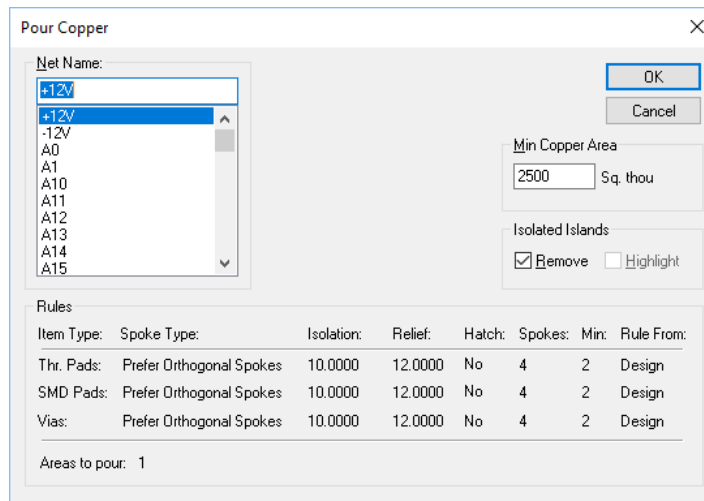 Pour Copper
Net Name:
+12V
+12V
-12V
A0
A1
A10
A11
A12
A13
A14
A15
OK
Cancel
Min Copper Area
2500 Sq. thou
Isolated Islands
Remove Highlight
Rules
Item Type: Spoke Type: Isolation: Relief: Hatch: Spokes: Min: Rule From:
Thr. Pads: Prefer Orthogonal Spokes 10.0000 12.0000 No 4 2 Design
SMD Pads: Prefer Orthogonal Spokes 10.0000 12.0000 No 4 2 Design
Vias: Prefer Orthogonal Spokes 10.0000 12.0000 No 4 2 Design
Areas to pour: 1